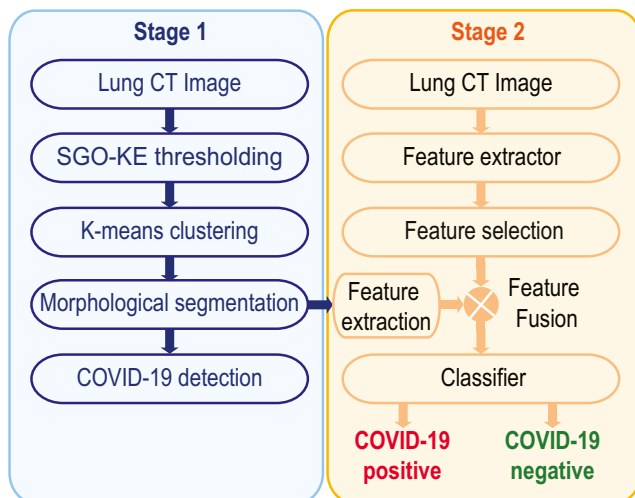 Stage 1
Lung CT Image
SGO-KE thresholding
K-means clustering
Morphological segmentation
COVID-19 detection
Stage 2
Lung CT Image
Feature extractor
Feature selection
Feature
extraction
Feature
Fusion
Classifier
COVID-19
positive
COVID-19
negative